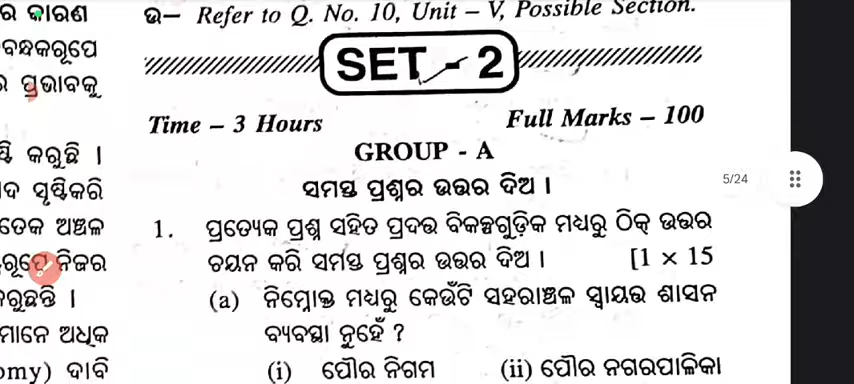 ର କାରଣ
ବନ୍ଧକରୂପେ
ର ପ୍ରଭାବକୁ
ଷ୍ଟି କରୁଛି ।
ଦ ସୃଷ୍ଟିକରି
ତେକ ଅଞ୍ଚଳ
ରୂପେ ନିଜର
ରୁଛନ୍ତି ।
ମାନେ ଅଧିକ
omy) ଦାବି
ଉ— Refer to Q. No. 10, Unit – V, Possible Section.
SET - 2
Time – 3 Hours Full Marks – 100
GROUP - A
ସମସ୍ତ ପ୍ରଶ୍ନର ଉତ୍ତର ଦିଅ ।
1. ପ୍ରତ୍ୟେକ ପ୍ରଶ୍ନ ସହିତ ପ୍ରଦତ୍ତ ବିକଳ୍ପଗୁଡ଼ିକ ମଧ୍ୟରୁ ଠିକ୍ ଉତ୍ତର
ଚୟନ କରି ସମସ୍ତ ପ୍ରଶ୍ନର ଉତ୍ତର ଦିଅ । [1 × 15
(a) ନିମ୍ନୋକ୍ତ ମଧ୍ୟରୁ କେଉଁଟି ସହରାଞ୍ଚଳ ସ୍ୱାୟତ୍ତ ଶାସନ
ବ୍ୟବସ୍ଥା ନୁହେଁ ?
(i) ପୌର ନିଗମ (ii) ପୌର ନଗରପାଳିକା
5/24